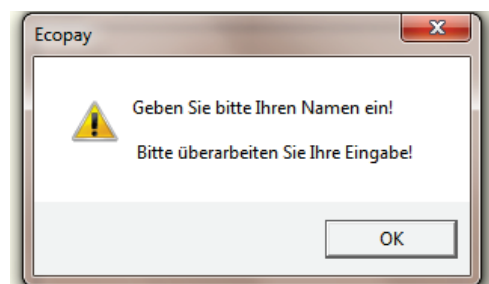 Ecopay
Geben Sie bitte Ihren Namen ein!
Bitte überarbeiten Sie Ihre Eingabe!
OK